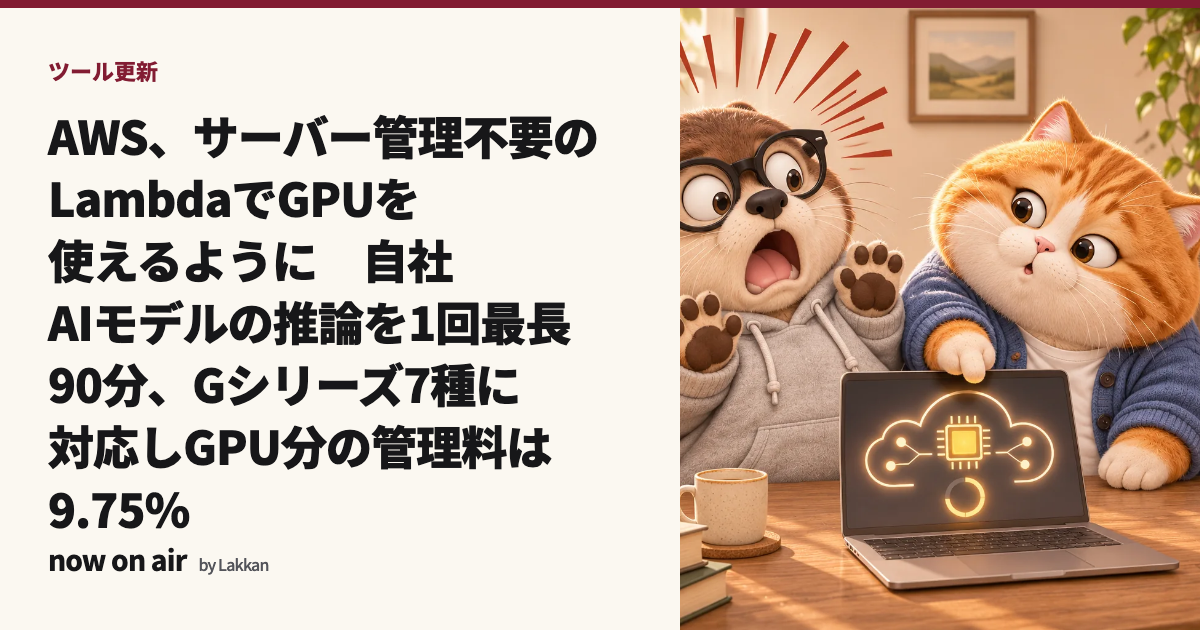 ツール更新
AWS、サーバー管理不要の
LambdaでGPUを
使えるように　自社
AIモデルの推論を1回最長
90分、Gシリーズ7種に
対応しGPU分の管理料は
9.75%
now on air by Lakkan